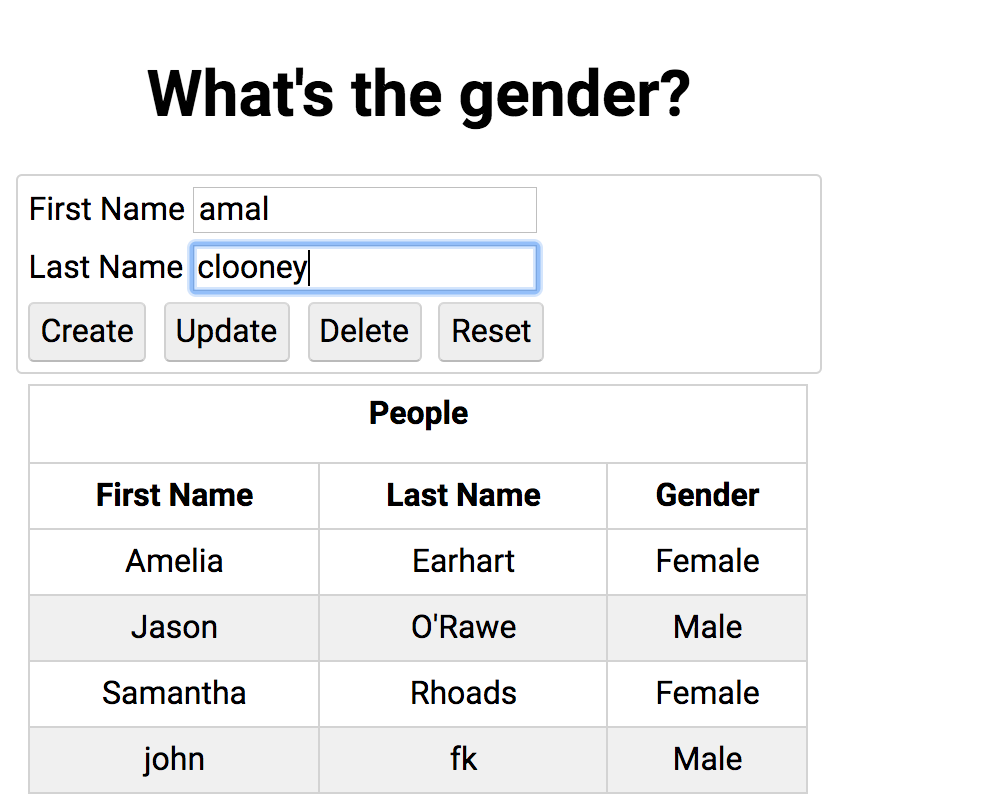 What's the gender?
First Name amal
Last Name clooney
Create Update Delete Reset
People
First Name Last Name Gender
Amelia Earhart Female
Jason O'Rawe Male
Samantha Rhoads Female
john fk Male